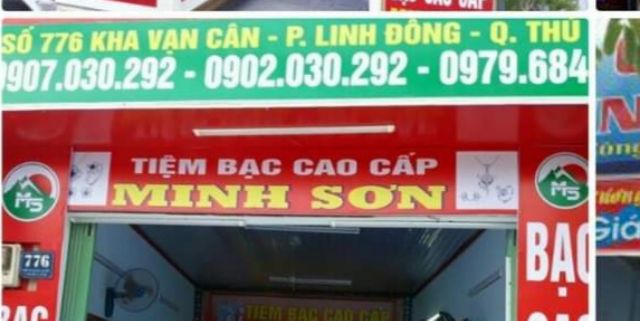 CAO CẤP
SỐ 776 KHA VẠN CÂN - P. LINH ĐÔNG - Q. THỦ
0907.030.292 - 0902.030.292 - 0979.684
TIỆM BẠC CAO CẤP
MINH SƠN
MS
MS
776
BẠC
BẠC
TIỆM BẠC CAO CẤP
Giá